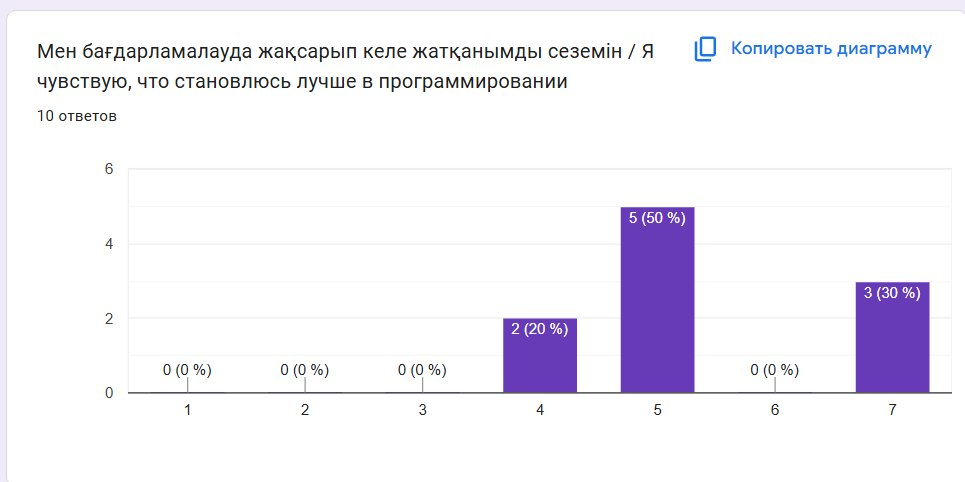 Мен бағдарламалауда жақсарып келе жатқанымды сеземін / Я
чувствую, что становлюсь лучше в программировании
Копировать диаграмму
10 ответов
6
4
2
0
0 (0 %)
0 (0 %)
0 (0 %)
2 (20 %)
5 (50 %)
0 (0 %)
3 (30 %)
1
2
3
4
5
6
7